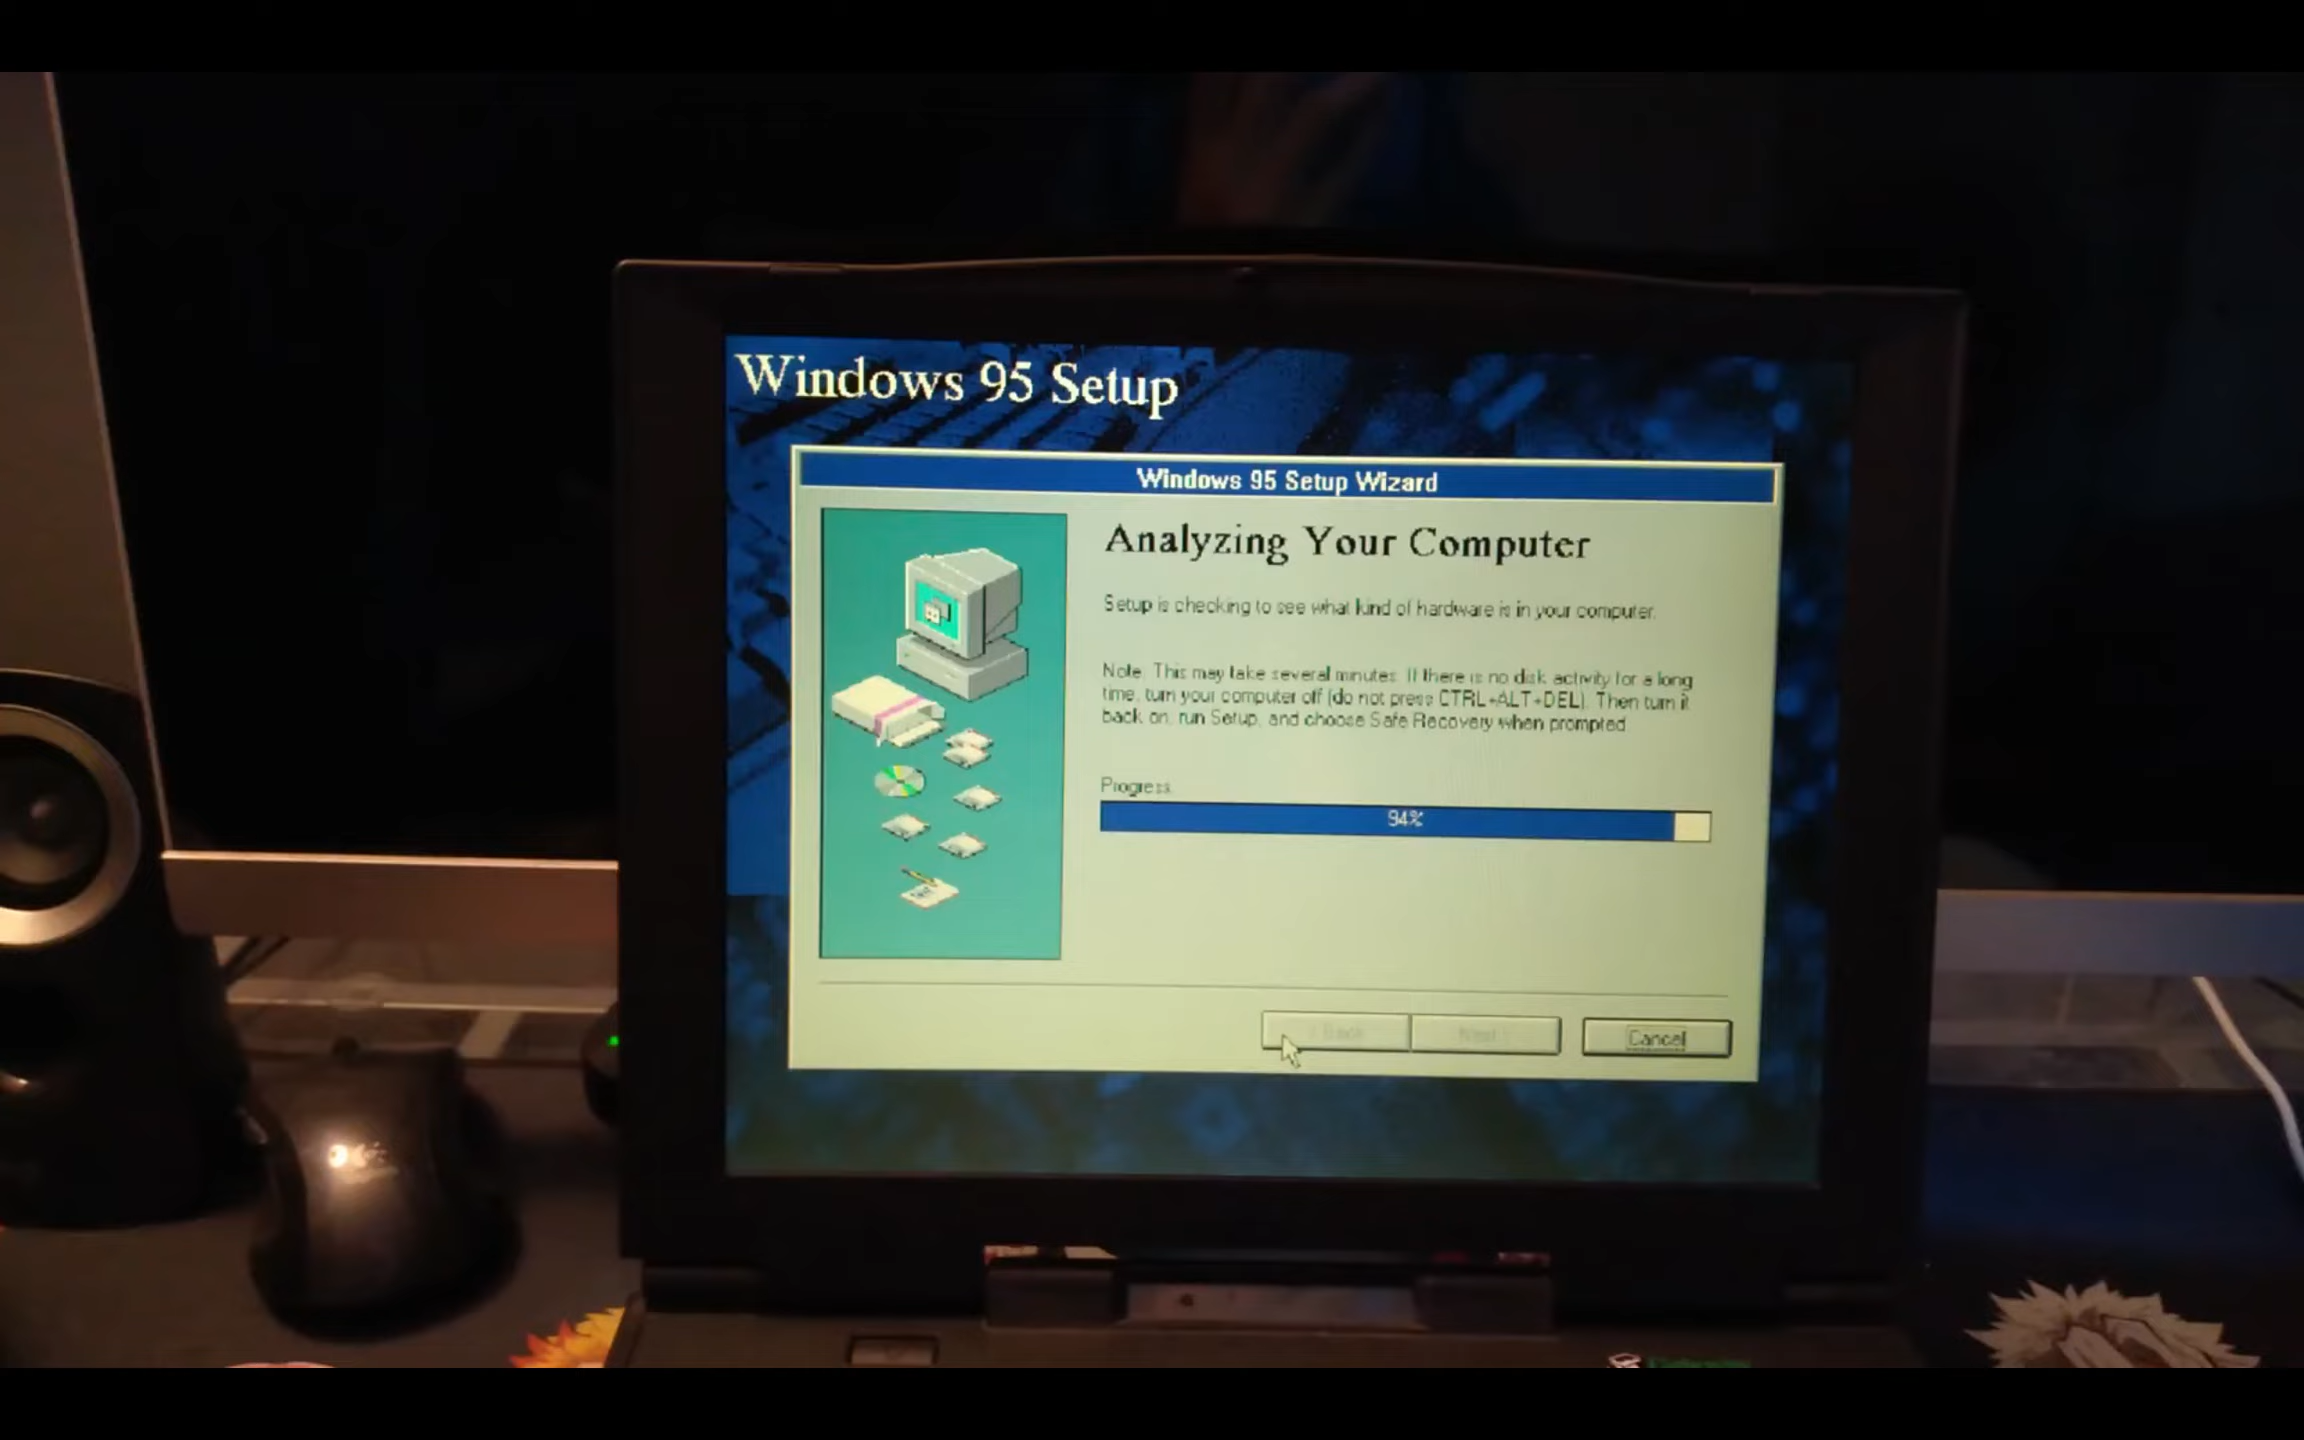 Windows 95 Setup
Windows 95 Setup Wizard
Analyzing Your Computer
Setup is checking to see what kind of hardware is in your computer.
Note: This may take several minutes. If there is no disk activity for a long
time, turn your computer off (do not press CTRL+ALT+DEL). Then turn it
back on, run Setup, and choose Safe Recovery when prompted
Progress
94%
< Back
Next >
Cancel